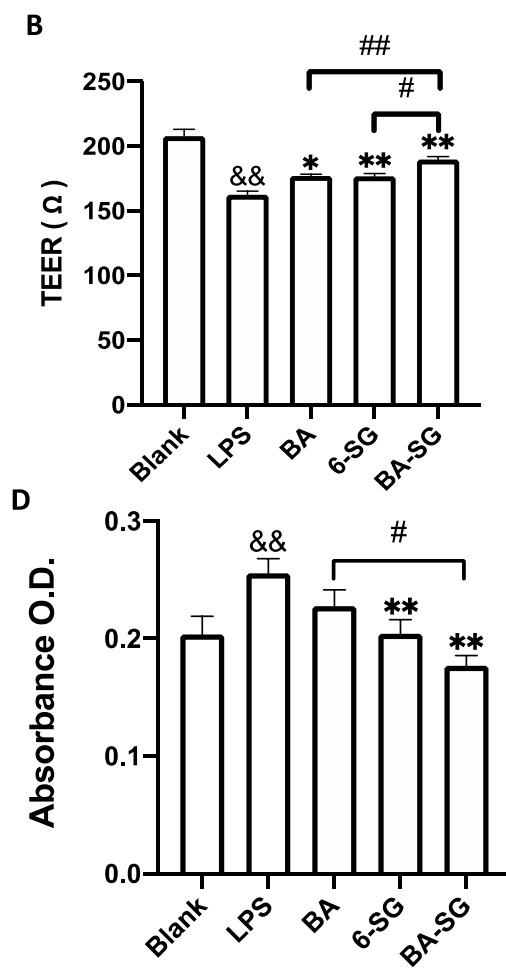 B
##
#
250
200
150
100
50
0
TEER ( Ω )
&&
*
**
**
Blank
LPS
BA
6-SG
BA-SG
D
0.3
0.2
0.1
0.0
Absorbance O.D.
&&
#
**
**
Blank
LPS
BA
6-SG
BA-SG